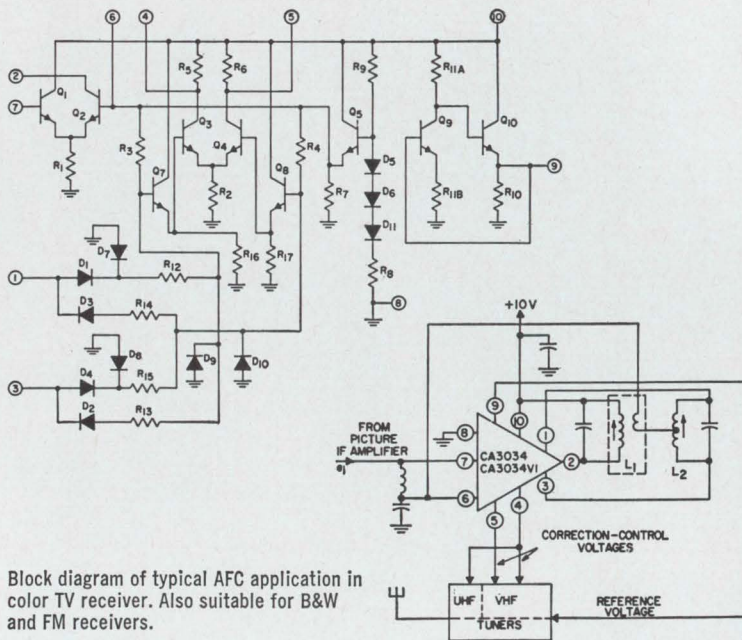 ⑥ ④ ⑤ ⑩
② ⑦
Q1 Q2 R1
R5 R6 Q3 Q4 R2
R3 Q7 R4 Q8 R16 R17
R9 Q5 R7 D5 D6 D11 R8 ⑧
R11A Q9 Q10 R11B R10 ⑨
① D7 D1 R12
D3 R14
D8 D4 R15 D9 D10
③ D2 R13
+10V
⑨ ⑩ ①
FROM
PICTURE
IF AMPLIFIER
e1
⑧ ⑦ ⑥
CA3034
CA3034V1
② L1 L2
③ ④ ⑤
CORRECTION-CONTROL
VOLTAGES
UHF VHF
TUNERS
REFERENCE
VOLTAGE
Block diagram of typical AFC application in
color TV receiver. Also suitable for B&W
and FM receivers.